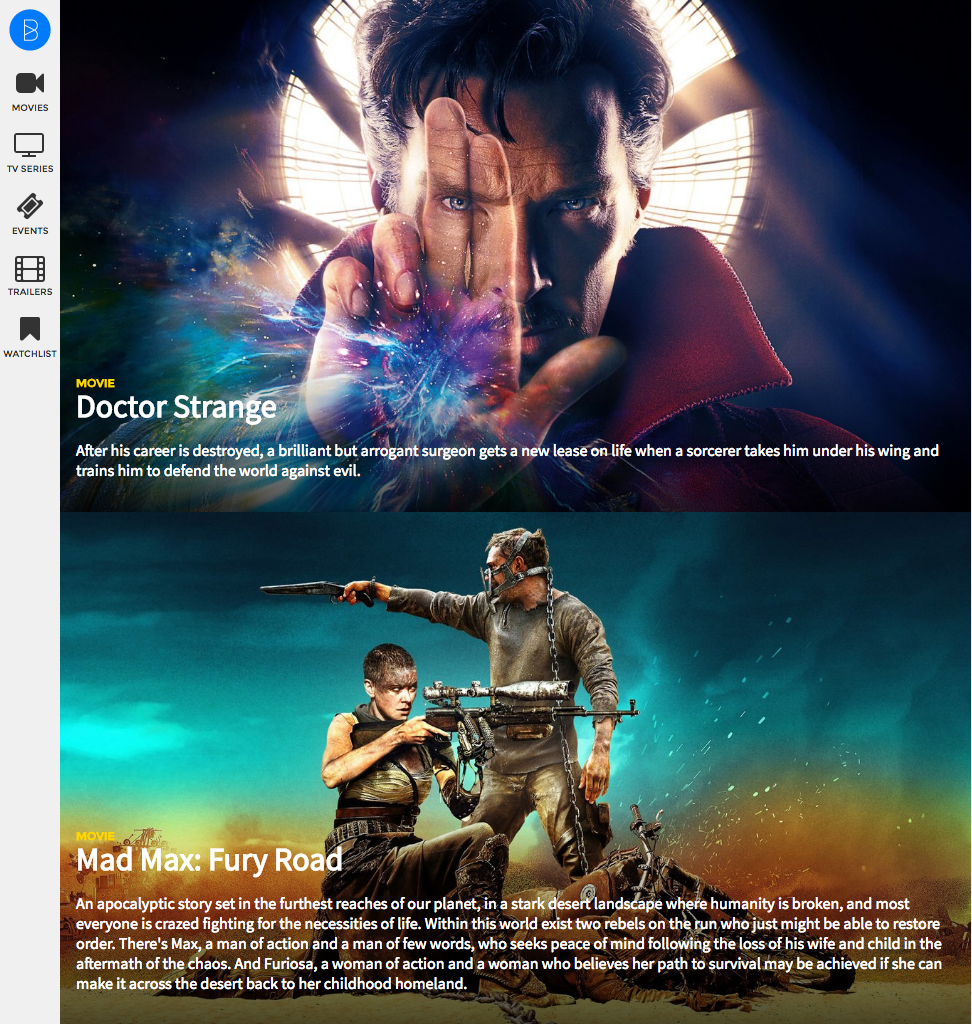 B
MOVIES
TV SERIES
EVENTS
TRAILERS
WATCHLIST
MOVIE
Doctor Strange
After his career is destroyed, a brilliant but arrogant surgeon gets a new lease on life when a sorcerer takes him under his wing and
trains him to defend the world against evil.
MOVIE
Mad Max: Fury Road
An apocalyptic story set in the furthest reaches of our planet, in a stark desert landscape where humanity is broken, and most
everyone is crazed fighting for the necessities of life. Within this world exist two rebels on the run who just might be able to restore
order. There's Max, a man of action and a man of few words, who seeks peace of mind following the loss of his wife and child in the
aftermath of the chaos. And Furiosa, a woman of action and a woman who believes her path to survival may be achieved if she can
make it across the desert back to her childhood homeland.